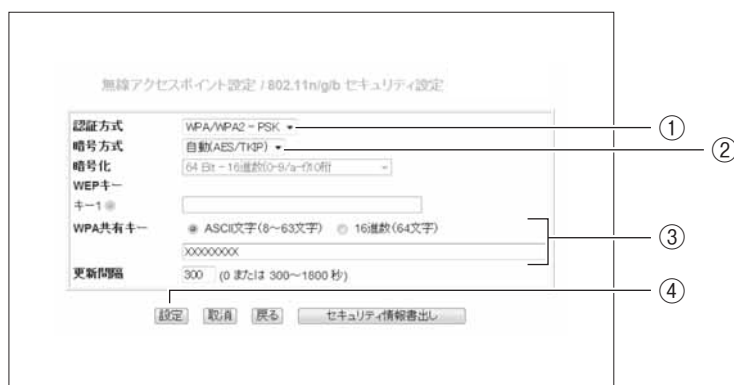 無線アクセスポイント設定 / 802.11n/g/b セキュリティ設定
認証方式 WPA/WPA2 - PSK ①
暗号方式 自動(AES/TKIP) ②
暗号化 64 Bit - 16進数(0-9/a-f)10桁
WEPキー
キー1
WPA共有キー ASCII文字(8～63文字) 16進数(64文字) ③
XXXXXXXX
更新間隔 300 (0 または 300～1800 秒)
④
設定 取消 戻る セキュリティ情報書出し